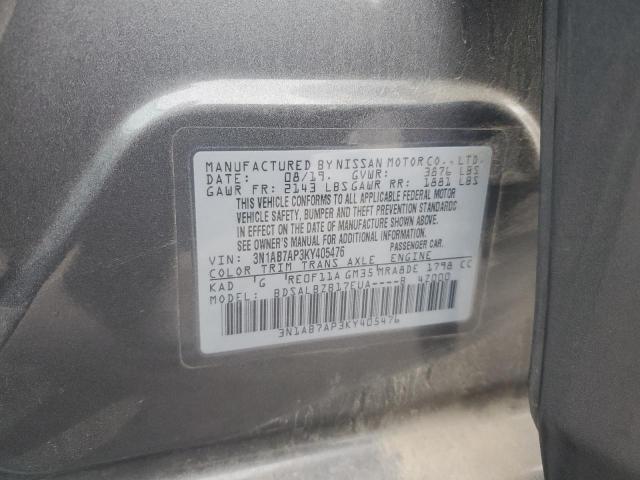 MANUFACTURED BY NISSAN MOTOR CO., LTD.
DATE: 08/19. GVWR: 3876 LBS
GAWR FR: 2143 LBS GAWR RR: 1881 LBS
THIS VEHICLE CONFORMS TO ALL APPLICABLE FEDERAL MOTOR
VEHICLE SAFETY, BUMPER AND THEFT PREVENTION STANDARDS
IN EFFECT ON THE DATE OF MANUFACTURE SHOWN ABOVE.
SEE OWNER'S MANUAL FOR ADDITIONAL INFORMATION.
VIN: 3N1AB7AP3KY405476 PASSENGER CAR.
COLOR TRIM TRANS AXLE ENGINE
KAD G RE0F11A GM35 MRA8DE 1798 CC
MODEL: BDSALBZB17EUA----B 42000
3N1AB7AP3KY405476